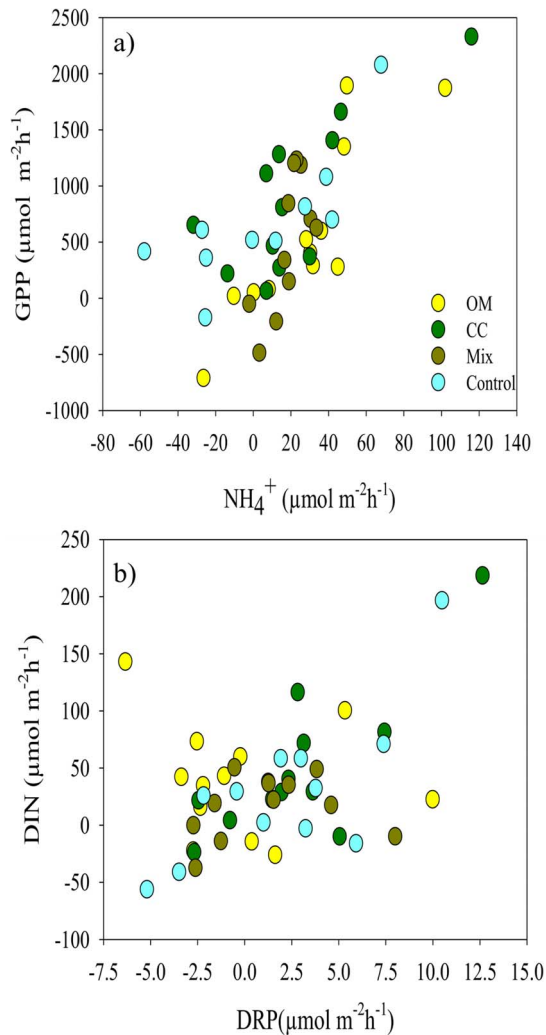 a)
2500
2000
1500
1000
500
0
-500
-1000
GPP (µmol m-2h-1)
OM
CC
Mix
Control
-80 -60 -40 -20 0 20 40 60 80 100 120 140
NH4+ (µmol m-2h-1)
b)
250
200
150
100
50
0
-50
-100
DIN (µmol m-2h-1)
-7.5 -5.0 -2.5 0.0 2.5 5.0 7.5 10.0 12.5 15.0
DRP(µmol m-2h-1)